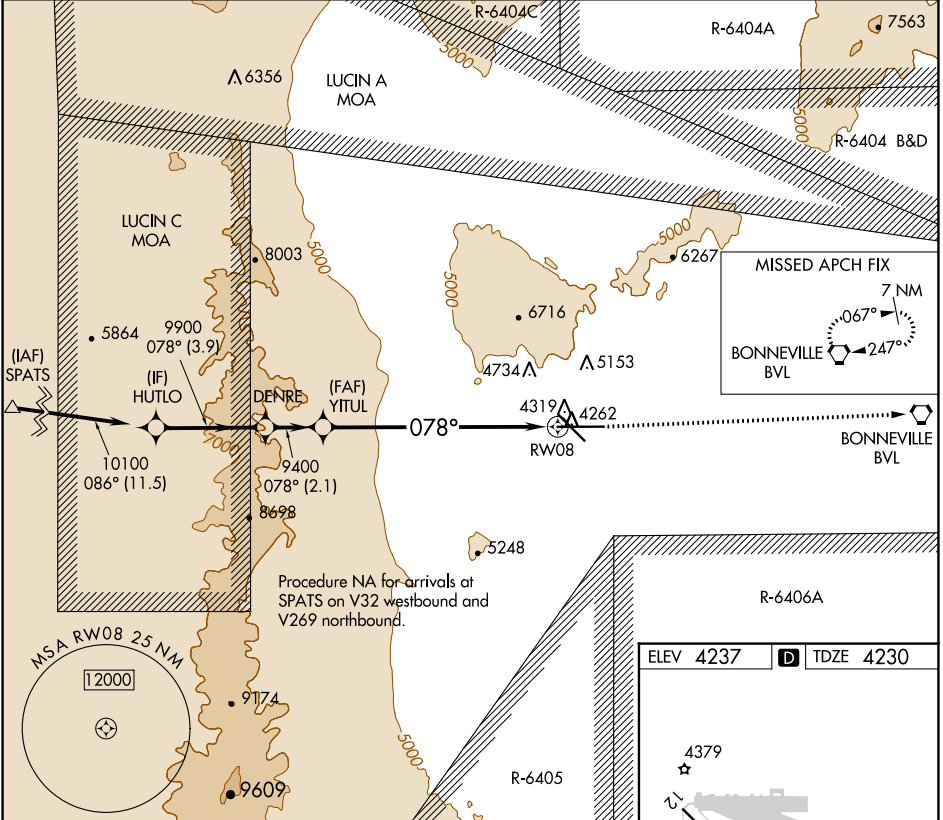 R-6404C
R-6404A
7563
6356
5000
LUCIN A
MOA
5000
R-6404 B&D
LUCIN C
MOA
8003
5000
5000
6267
5000
MISSED APCH FIX
7 NM
067°
247°
BONNEVILLE
BVL
6716
5864
9900
078° (3.9)
4734
5153
(IAF)
SPATS
(IF)
HUTLO
DENRE
(FAF)
YITUL
4319
4262
078°
RW08
BONNEVILLE
BVL
7000
10100
086° (11.5)
9400
078° (2.1)
8698
5248
Procedure NA for arrivals at
SPATS on V32 westbound and
V269 northbound.
R-6406A
MSA RW08 25 NM
12000
ELEV 4237 D TDZE 4230
9174
5000
4379
R-6405
9609
12